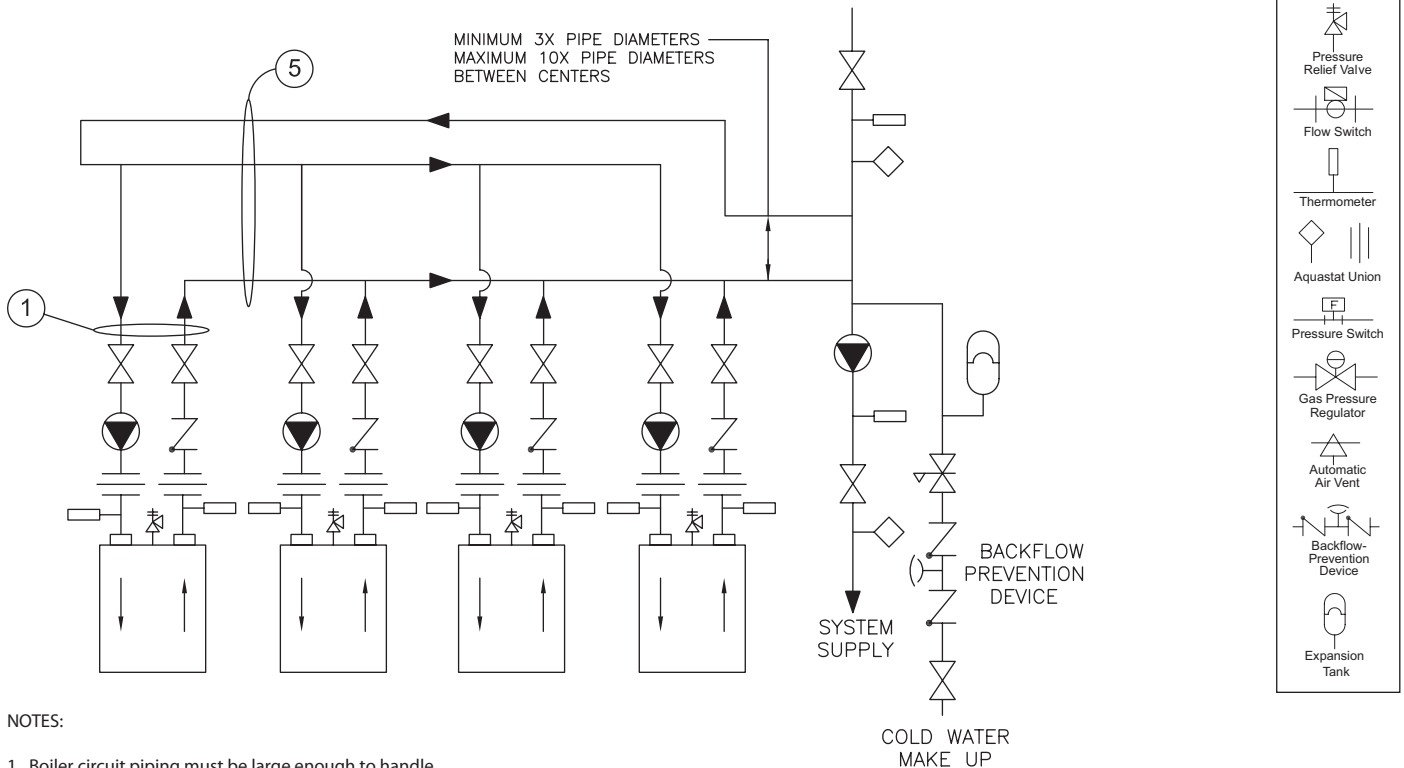 MINIMUM 3X PIPE DIAMETERS
MAXIMUM 10X PIPE DIAMETERS
BETWEEN CENTERS
5
1
BACKFLOW
PREVENTION
DEVICE
SYSTEM
SUPPLY
COLD WATER
MAKE UP
Pressure
Relief Valve
Flow Switch
Thermometer
Aquastat Union
F
Pressure Switch
Gas Pressure
Regulator
Automatic
Air Vent
Backflow-
Prevention
Device
Expansion
Tank
NOTES:
1. Boiler circuit piping must be large enough to handle